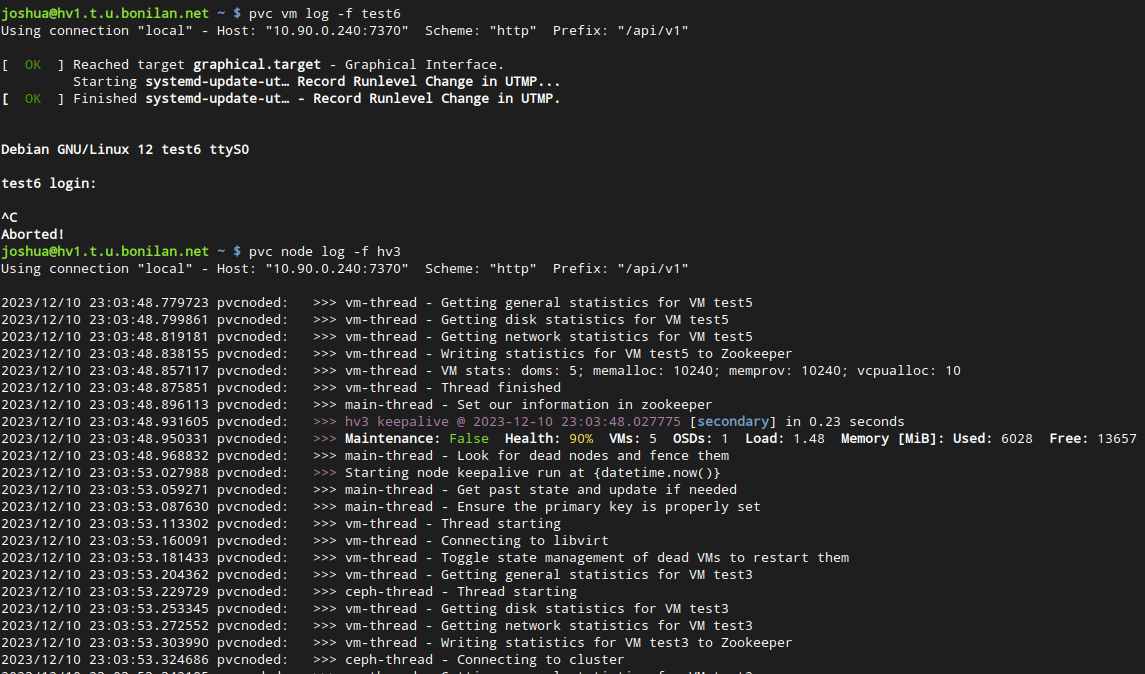 joshua@hv1.t.u.bonilan.net ~ $ pvc vm log -f test6
Using connection "local" - Host: "10.90.0.240:7370"  Scheme: "http"  Prefix: "/api/v1"
[  OK  ] Reached target graphical.target - Graphical Interface.
         Starting systemd-update-ut… Record Runlevel Change in UTMP...
[  OK  ] Finished systemd-update-ut… - Record Runlevel Change in UTMP.
Debian GNU/Linux 12 test6 ttyS0
test6 login:
^C
Aborted!
joshua@hv1.t.u.bonilan.net ~ $ pvc node log -f hv3
Using connection "local" - Host: "10.90.0.240:7370"  Scheme: "http"  Prefix: "/api/v1"
2023/12/10 23:03:48.779723 pvcnoded:   >>> vm-thread - Getting general statistics for VM test5
2023/12/10 23:03:48.799861 pvcnoded:   >>> vm-thread - Getting disk statistics for VM test5
2023/12/10 23:03:48.819181 pvcnoded:   >>> vm-thread - Getting network statistics for VM test5
2023/12/10 23:03:48.838155 pvcnoded:   >>> vm-thread - Writing statistics for VM test5 to Zookeeper
2023/12/10 23:03:48.857117 pvcnoded:   >>> vm-thread - VM stats: doms: 5; memalloc: 10240; memprov: 10240; vcpualloc: 10
2023/12/10 23:03:48.875851 pvcnoded:   >>> vm-thread - Thread finished
2023/12/10 23:03:48.896113 pvcnoded:   >>> main-thread - Set our information in zookeeper
2023/12/10 23:03:48.931605 pvcnoded:   >>> hv3 keepalive @ 2023-12-10 23:03:48.027775 [secondary] in 0.23 seconds
2023/12/10 23:03:48.950331 pvcnoded:   >>> Maintenance: False  Health: 90%  VMs: 5  OSDs: 1  Load: 1.48  Memory [MiB]: Used: 6028  Free: 13657
2023/12/10 23:03:48.968832 pvcnoded:   >>> main-thread - Look for dead nodes and fence them
2023/12/10 23:03:53.027988 pvcnoded:   >>> Starting node keepalive run at {datetime.now()}
2023/12/10 23:03:53.059271 pvcnoded:   >>> main-thread - Get past state and update if needed
2023/12/10 23:03:53.087630 pvcnoded:   >>> main-thread - Ensure the primary key is properly set
2023/12/10 23:03:53.113302 pvcnoded:   >>> vm-thread - Thread starting
2023/12/10 23:03:53.160091 pvcnoded:   >>> vm-thread - Connecting to libvirt
2023/12/10 23:03:53.181433 pvcnoded:   >>> vm-thread - Toggle state management of dead VMs to restart them
2023/12/10 23:03:53.204362 pvcnoded:   >>> vm-thread - Getting general statistics for VM test3
2023/12/10 23:03:53.229729 pvcnoded:   >>> ceph-thread - Thread starting
2023/12/10 23:03:53.253345 pvcnoded:   >>> vm-thread - Getting disk statistics for VM test3
2023/12/10 23:03:53.272552 pvcnoded:   >>> vm-thread - Getting network statistics for VM test3
2023/12/10 23:03:53.303990 pvcnoded:   >>> vm-thread - Writing statistics for VM test3 to Zookeeper
2023/12/10 23:03:53.324686 pvcnoded:   >>> ceph-thread - Connecting to cluster